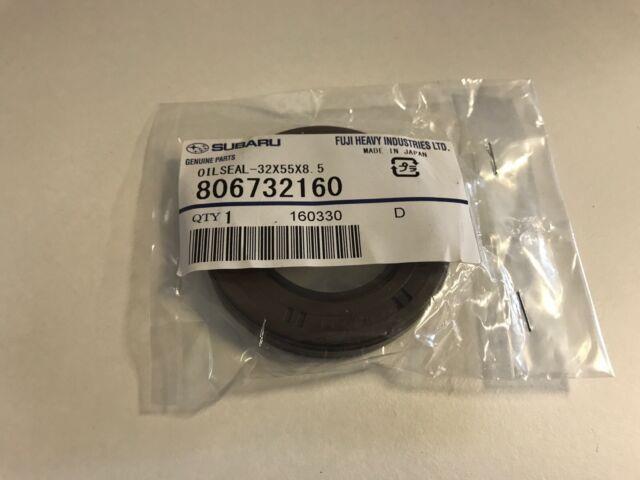 SUBARU
FUJI HEAVY INDUSTRIES LTD.
MADE IN JAPAN
GENUINE PARTS
OILSEAL-32X55X8.5
806732160
QTY 1 160330 D